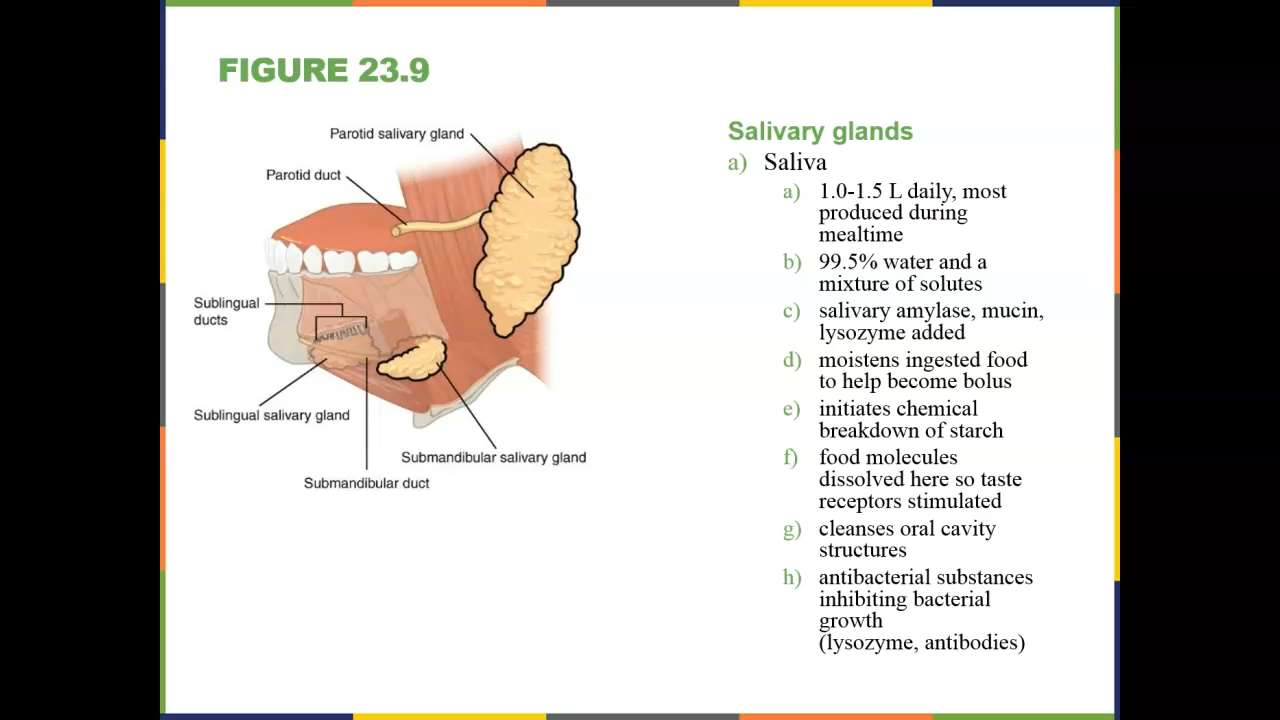 FIGURE 23.9
Parotid salivary gland
Parotid duct
Sublingual
ducts
Sublingual salivary gland
Submandibular salivary gland
Submandibular duct
Salivary glands
a) Saliva
a) 1.0-1.5 L daily, most
produced during
mealtime
b) 99.5% water and a
mixture of solutes
c) salivary amylase, mucin,
lysozyme added
d) moistens ingested food
to help become bolus
e) initiates chemical
breakdown of starch
f) food molecules
dissolved here so taste
receptors stimulated
g) cleanses oral cavity
structures
h) antibacterial substances
inhibiting bacterial
growth
(lysozyme, antibodies)